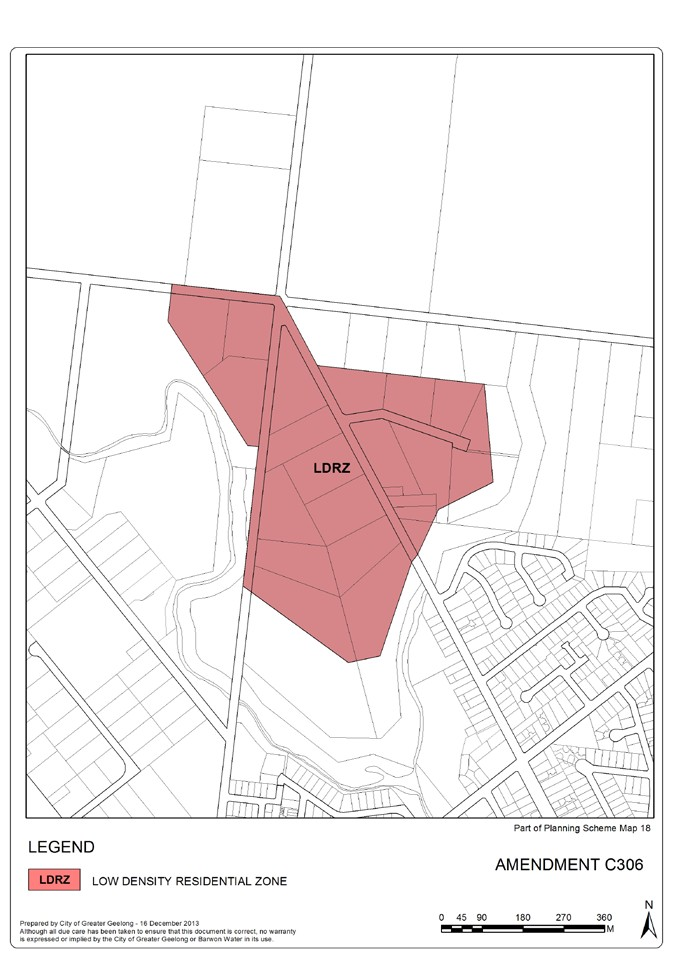 LDRZ
Part of Planning Scheme Map 18
LEGEND
AMENDMENT C306
LDRZ LOW DENSITY RESIDENTIAL ZONE
Prepared by City of Greater Geelong - 16 December 2013
Although all due care has been taken to ensure that this document is correct, no warranty
is expressed or implied by the City of Greater Geelong or Barwon Water in its use.
0 45 90 180 270 360
M
N